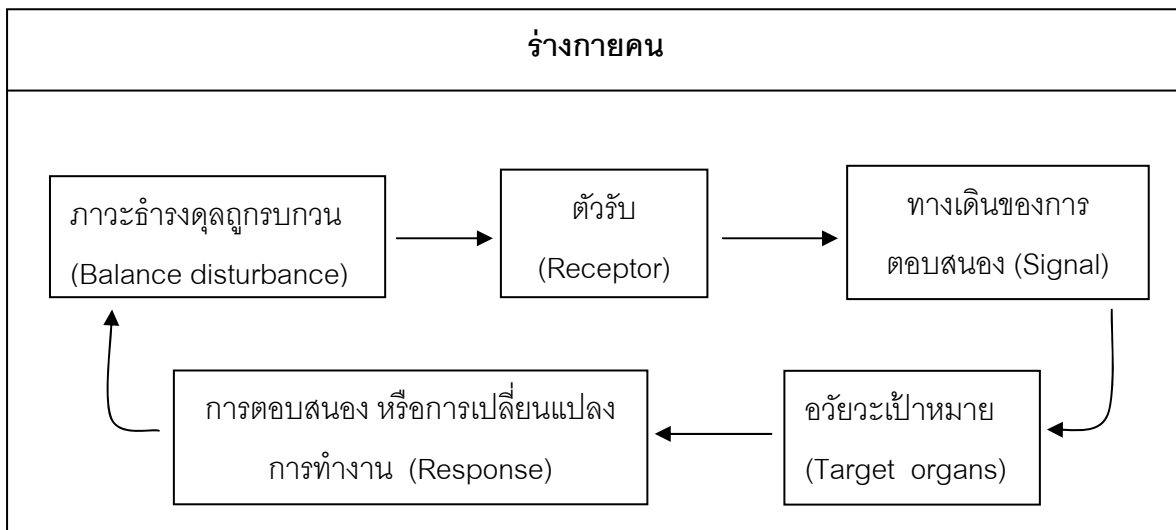 ร่างกายคน
ภาวะธำรงดุลถูกรบกวน
(Balance disturbance)
ตัวรับ
(Receptor)
ทางเดินของการ
ตอบสนอง (Signal)
อวัยวะเป้าหมาย
(Target organs)
การตอบสนอง หรือการเปลี่ยนแปลง
การทำงาน (Response)